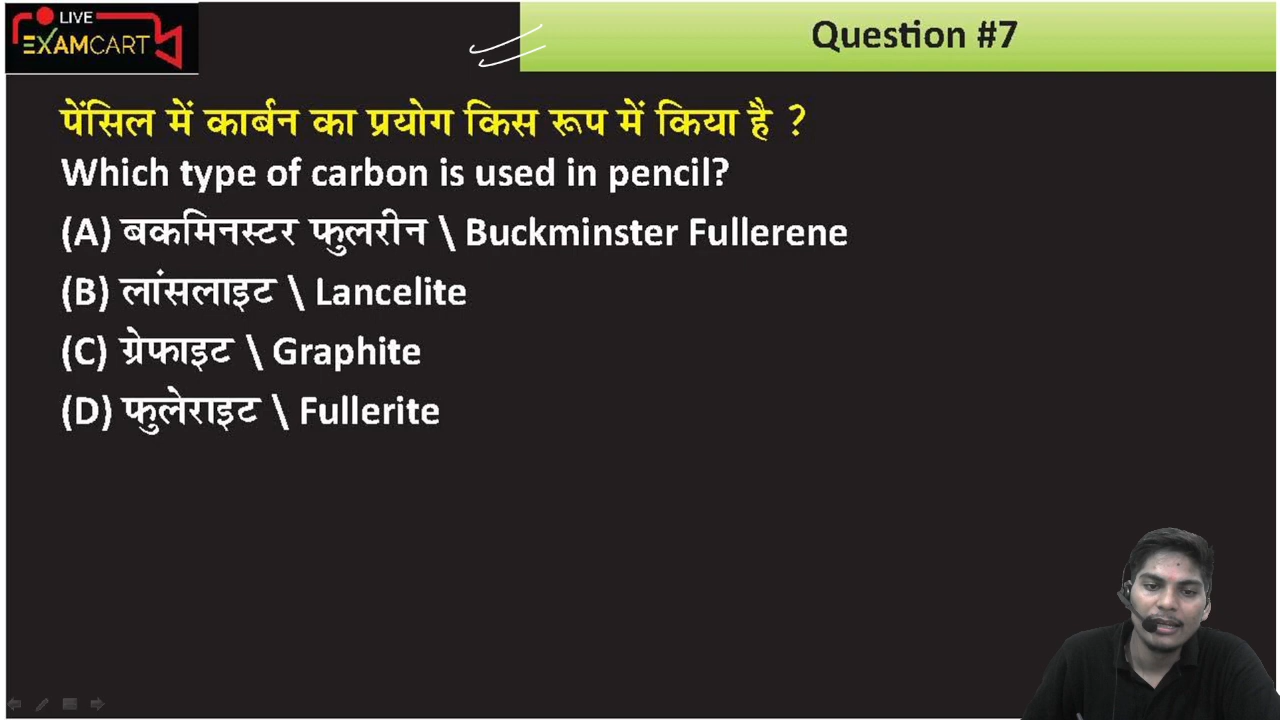 LIVE
EXAMCART
Question #7
पेंसिल में कार्बन का प्रयोग किस रूप में किया है ?
Which type of carbon is used in pencil?
(A) बकमिनस्टर फुलरीन \ Buckminster Fullerene
(B) लांसलाइट \ Lancelite
(C) ग्रेफाइट \ Graphite
(D) फुलेराइट \ Fullerite